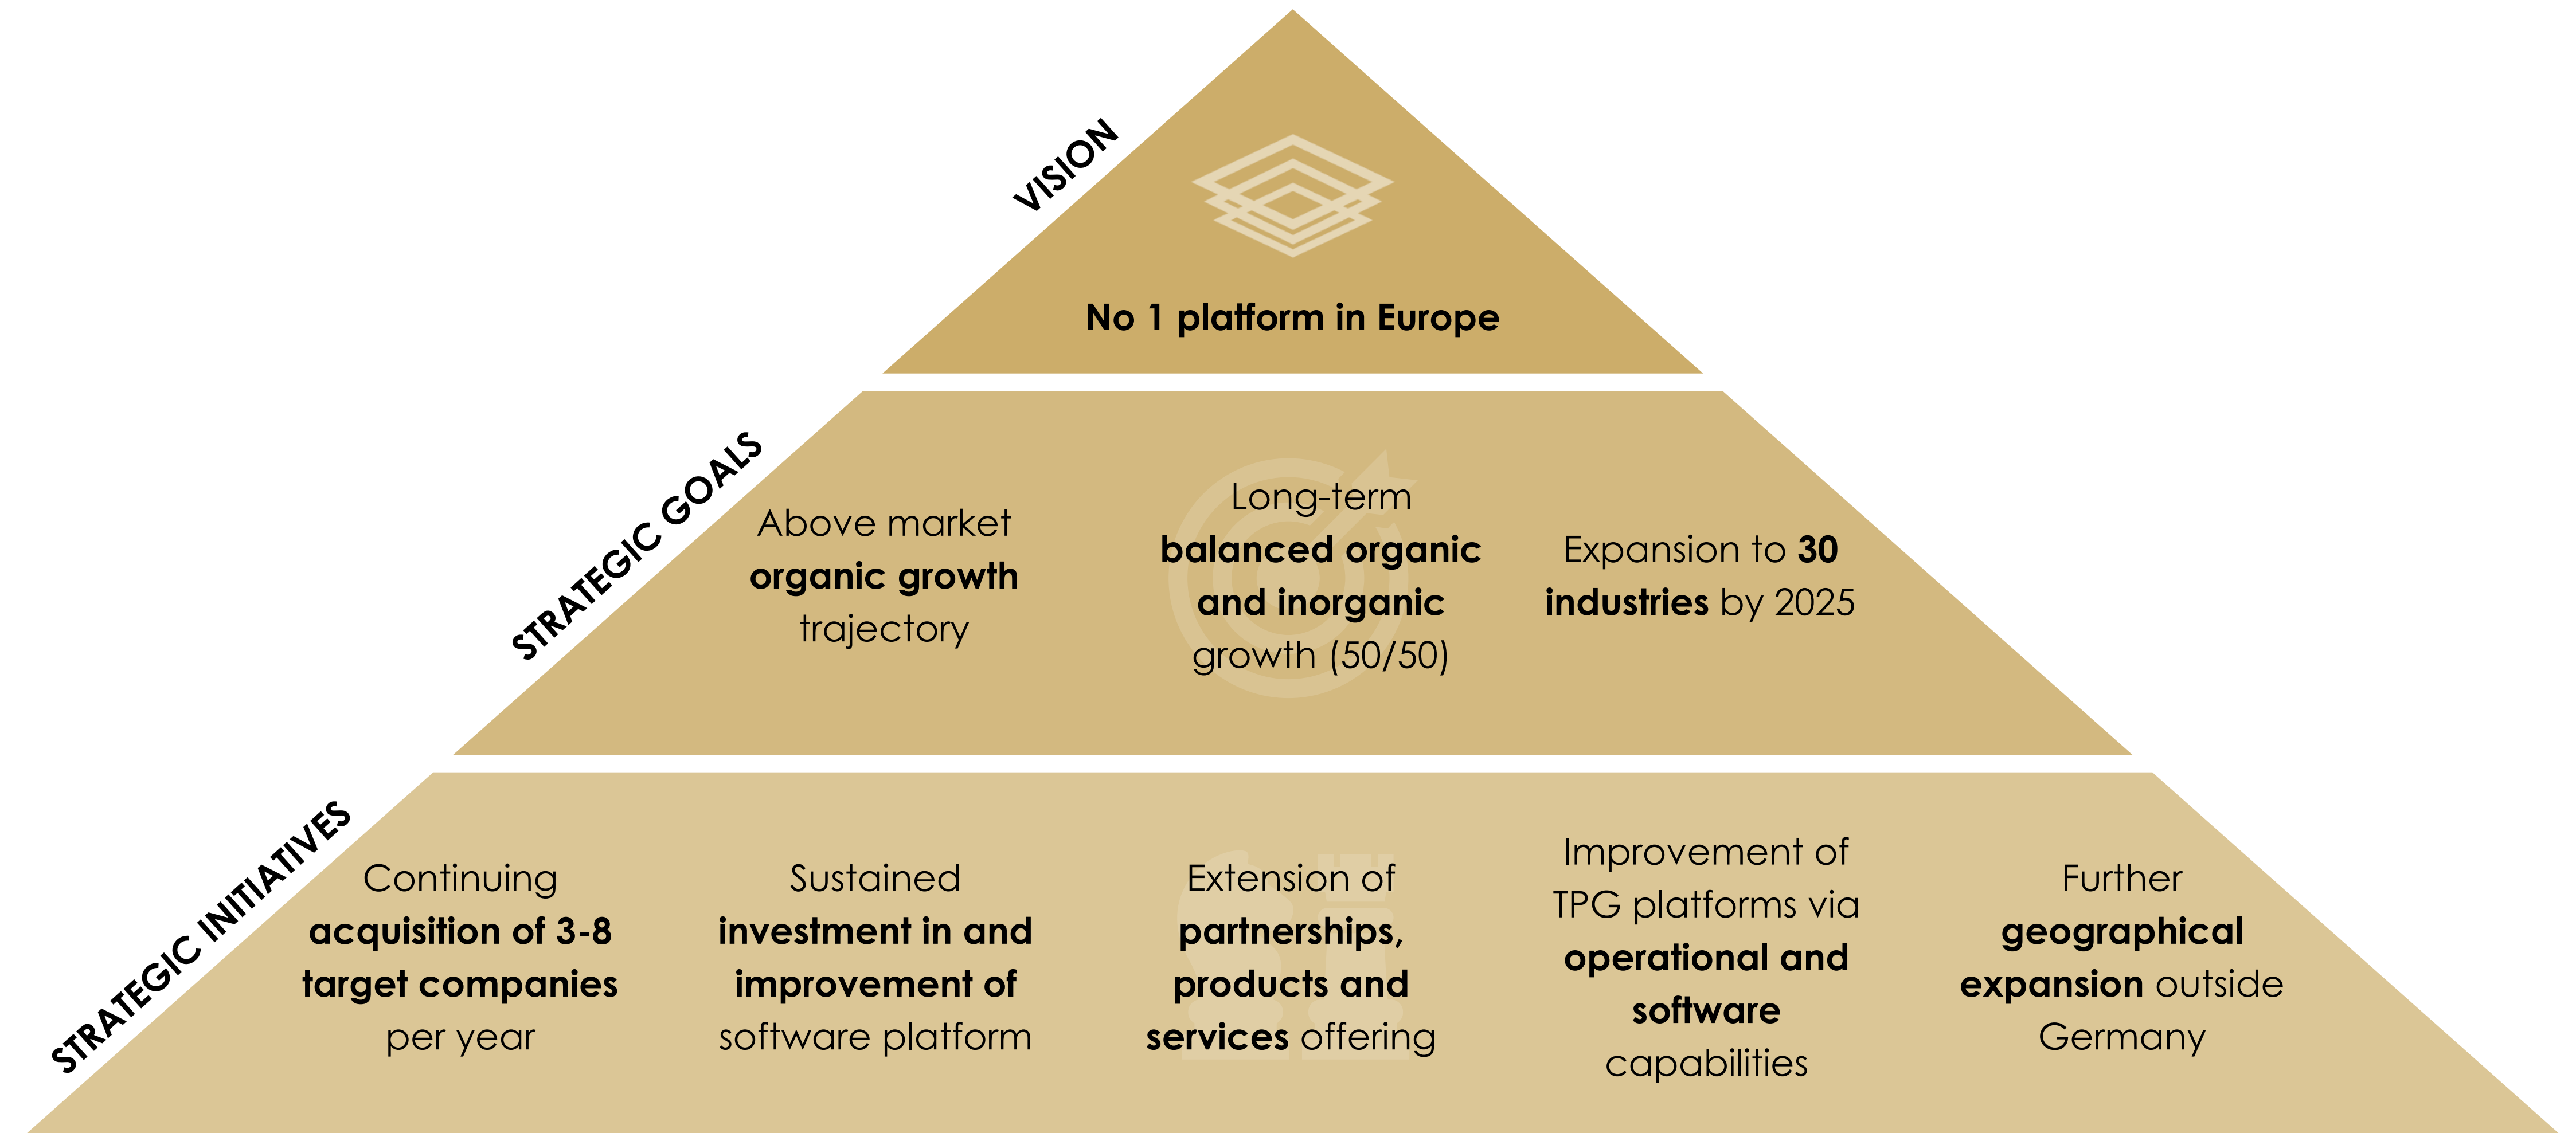 VISION
No 1 platform in Europe
STRATEGIC GOALS
Above market
organic growth
trajectory
Long-term
balanced organic
and inorganic
growth (50/50)
Expansion to 30
industries by 2025
STRATEGIC INITIATIVES
Continuing
acquisition of 3-8
target companies
per year
Sustained
investment in and
improvement of
software platform
Extension of
partnerships,
products and
services offering
Improvement of
TPG platforms via
operational and
software
capabilities
Further
geographical
expansion outside
Germany